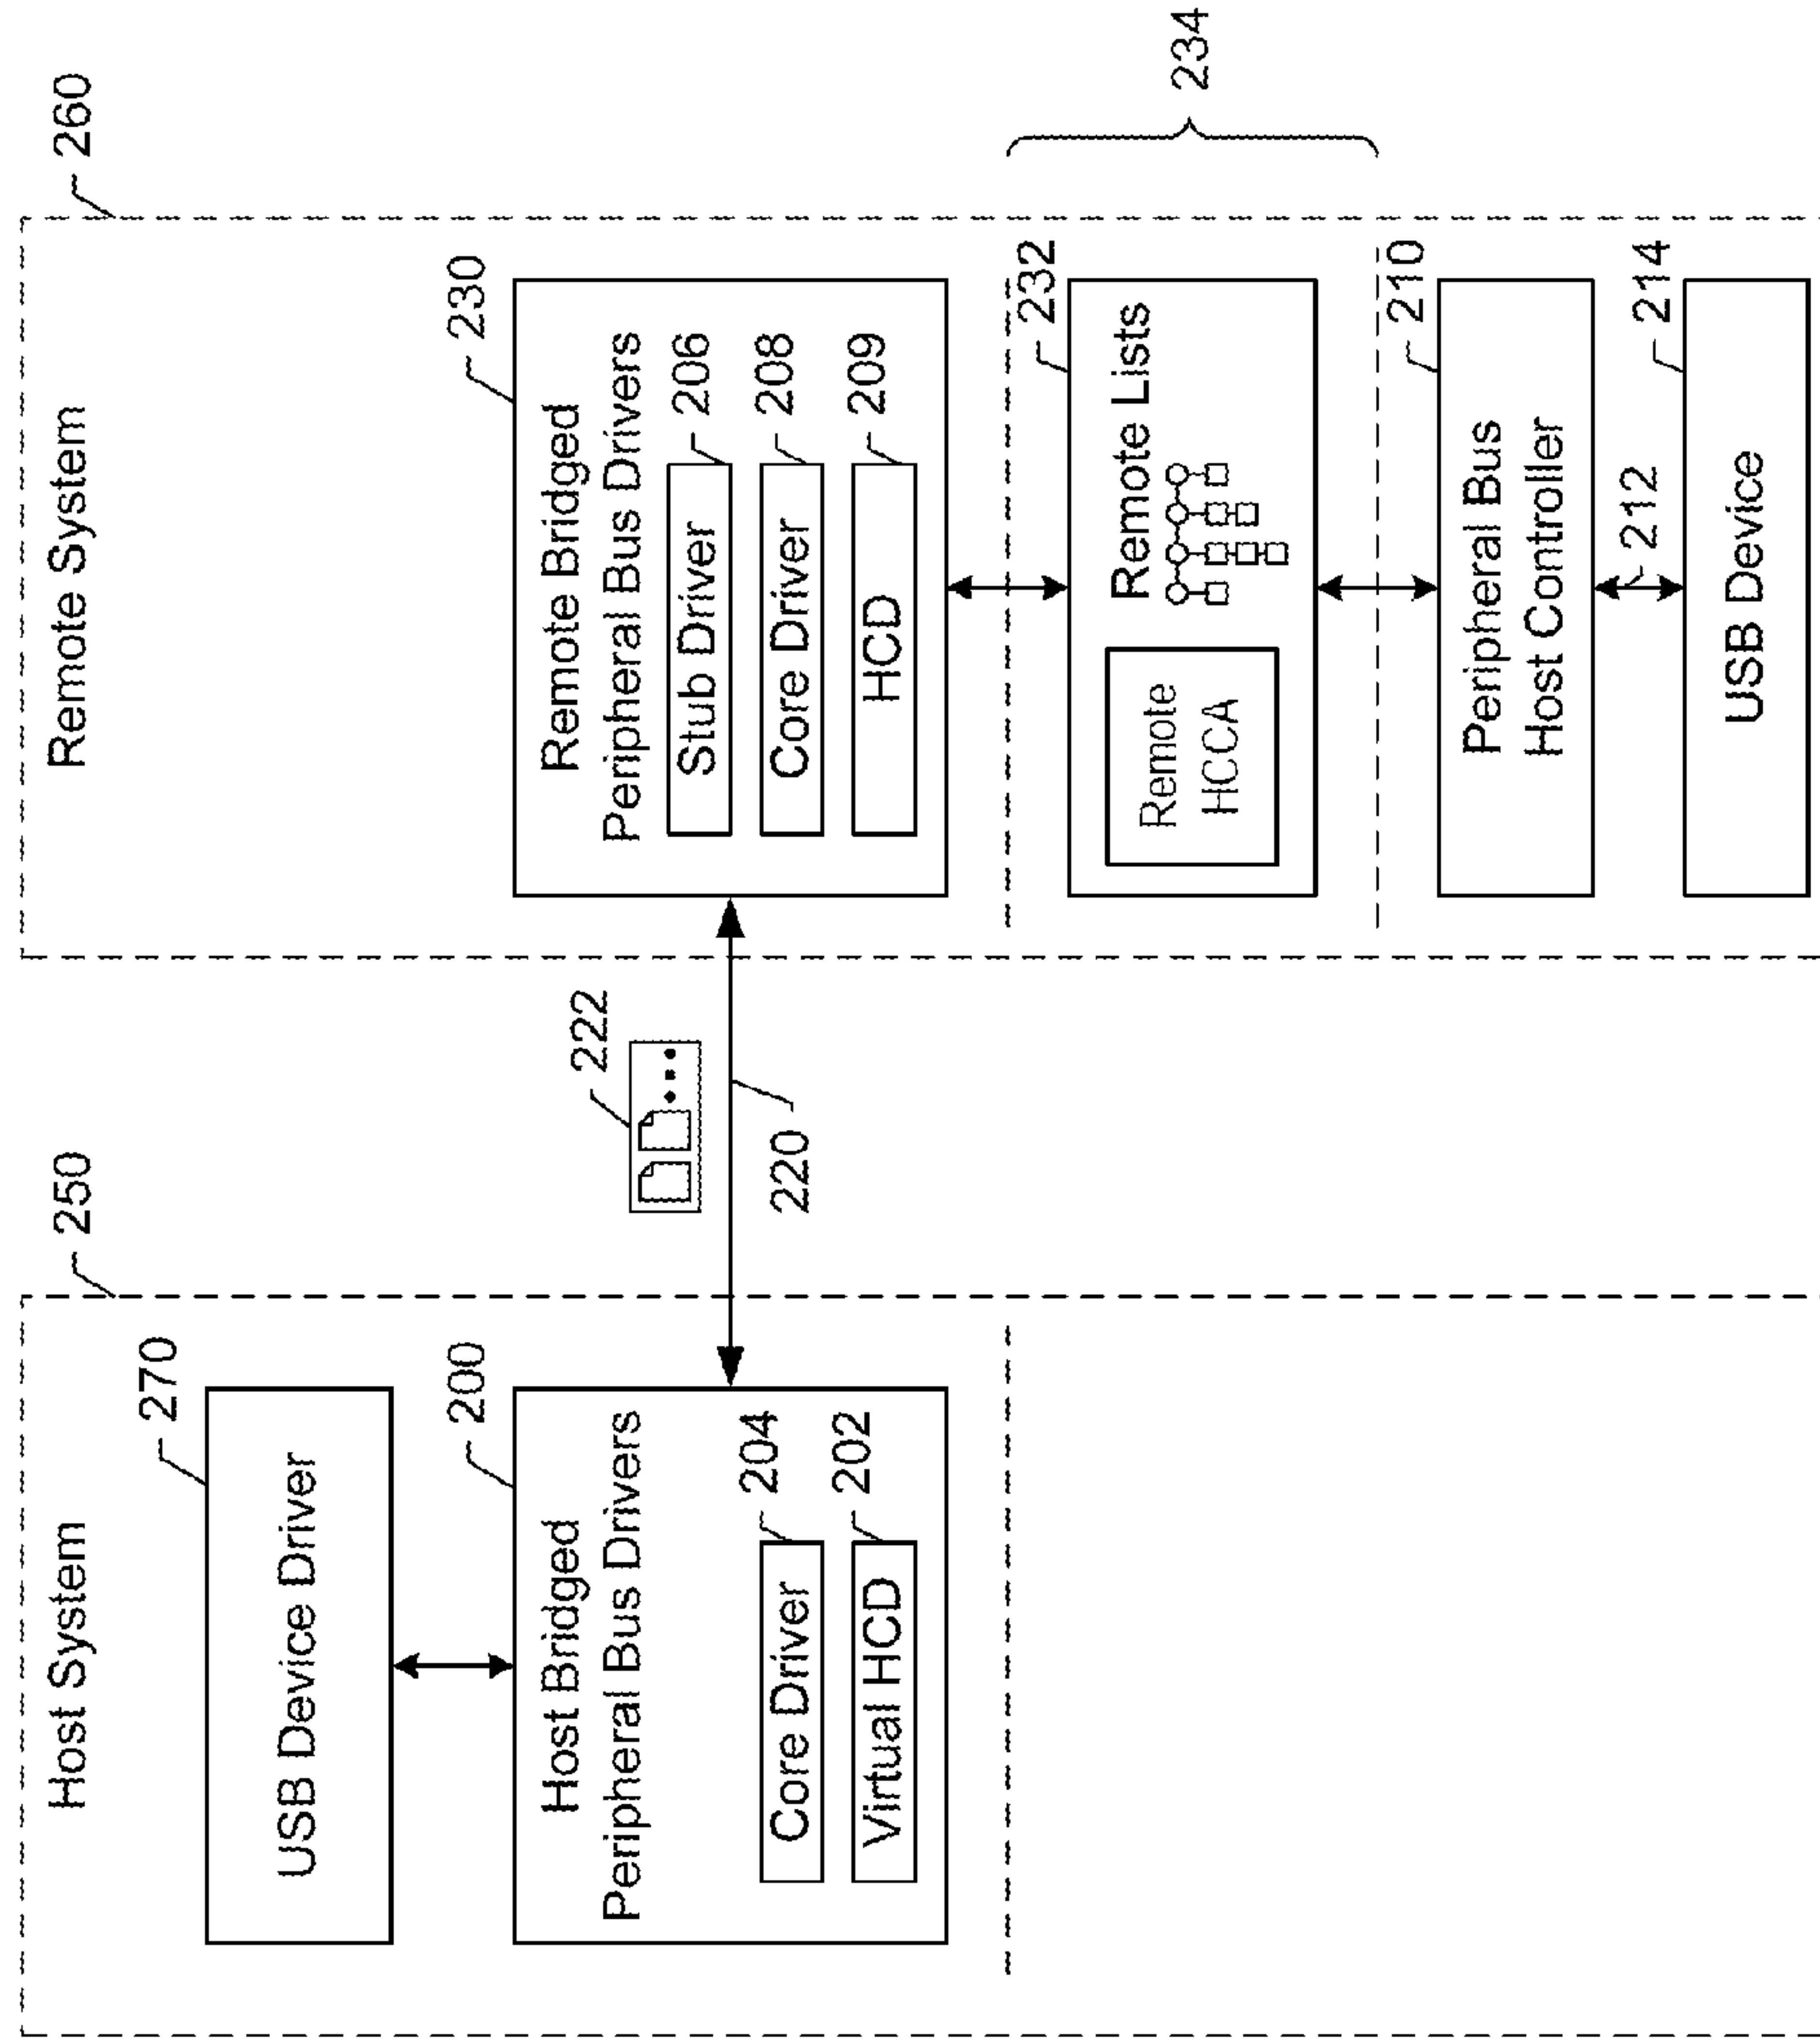 Host System
250
USB Device Driver
270
Host Bridged
Peripheral Bus Drivers
200
Core Driver
204
Virtual HCD
202
222
220
Remote System
260
Remote Bridged
Peripheral Bus Drivers
230
Stub Driver
206
Core Driver
208
HCD
209
Remote
HCCA
Remote Lists
232
234
Peripheral Bus
Host Controller
210
212
USB Device
214